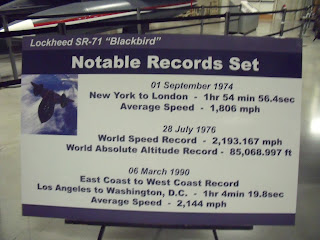 Lockheed SR-71 "Blackbird"
Notable Records Set
01 September 1974
New York to London - 1hr 54 min 56.4sec
Average Speed - 1,806 mph
28 July 1976
World Speed Record - 2,193.167 mph
World Absolute Altitude Record - 85,068.997 ft
06 March 1990
East Coast to West Coast Record
Los Angeles to Washington, D.C. - 1hr 4min 19.8sec
Average Speed - 2,144 mph